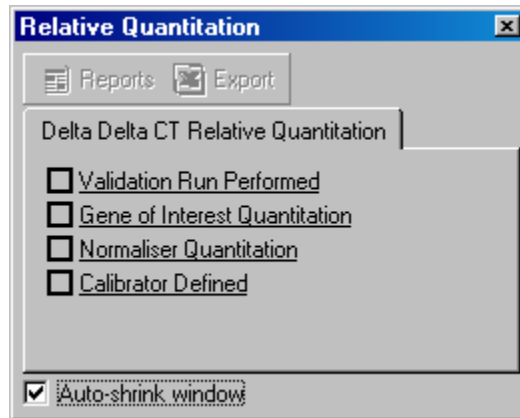 Relative Quantitation
Reports Export
Delta Delta CT Relative Quantitation
Validation Run Performed
Gene of Interest Quantitation
Normaliser Quantitation
Calibrator Defined
Auto-shrink window